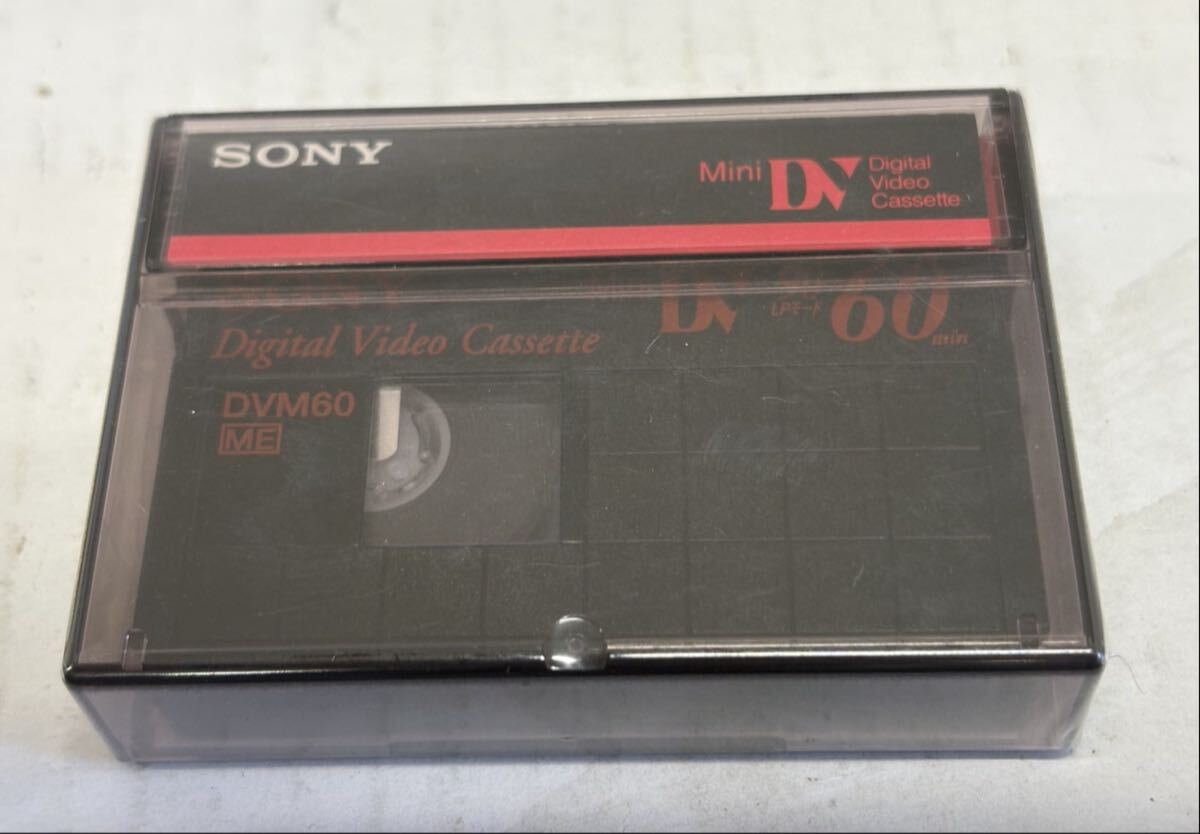 SONY
Mini DV Digital
Video
Cassette
DV LPモード 60 min
Digital Video Cassette
DVM60
ME